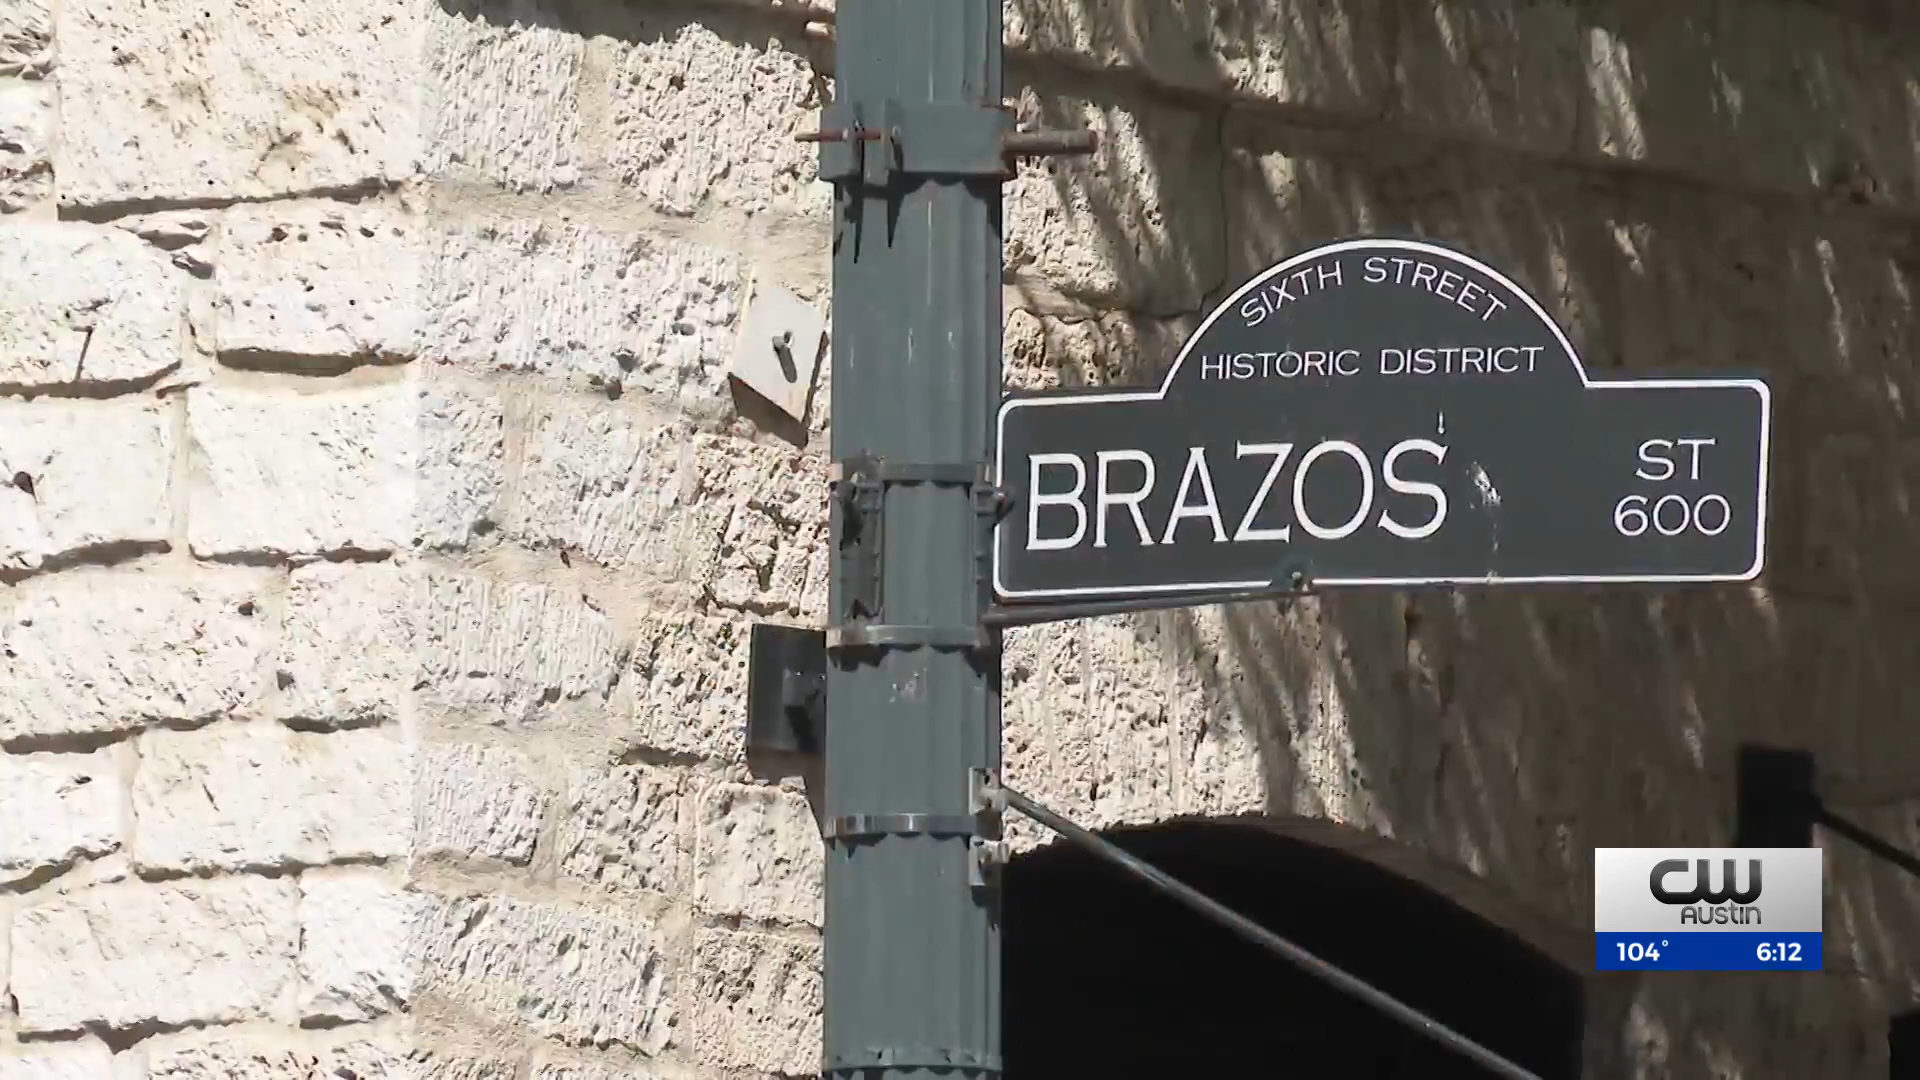 SIXTH STREET
HISTORIC DISTRICT
BRAZOS ST
600
CW
AUSTIN
104° 6:12